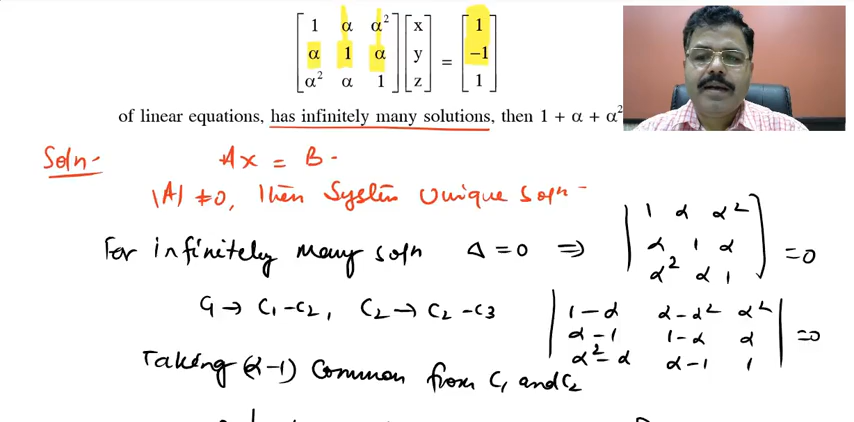 [1 α α²] [x] = [1]
[α 1 α] [y] = [-1]
[α² α 1] [z] = [1]
of linear equations, has infinitely many solutions, then 1 + α + α²
Soln- Ax = B -
|A| ≠ 0, Then System Unique soln -
For infinitely Many soln Δ = 0 ⇒ |1 α α²; α 1 α; α² α 1| = 0
C₁ → C₁ - C₂, C₂ → C₂ - C₃ |1-α α-α² α²; α-1 1-α α; α²-α α-1 1| = 0
Taking (α-1) Common from C₁ and C₂